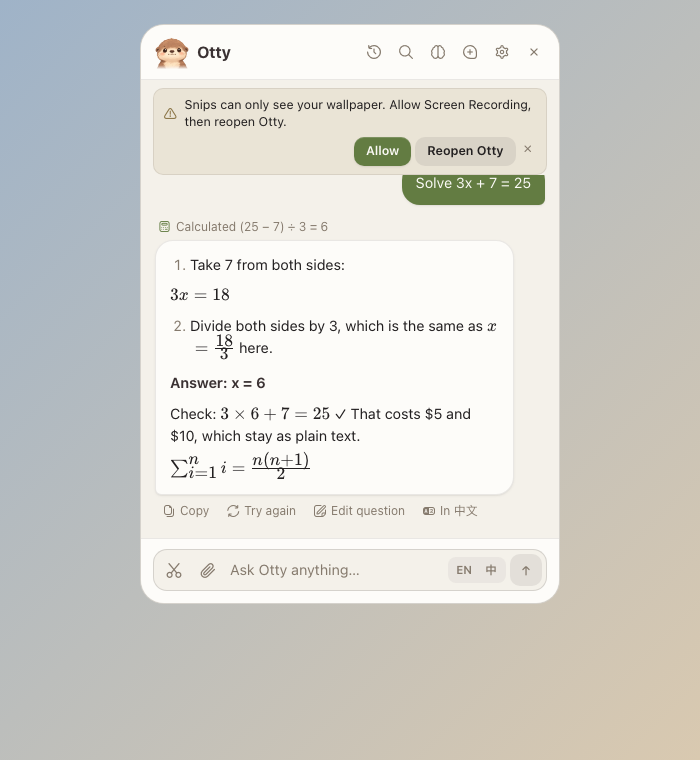 Otty
Snips can only see your wallpaper. Allow Screen Recording,
then reopen Otty.
Allow Reopen Otty
Solve 3x + 7 = 25
Calculated (25 − 7) ÷ 3 = 6
1. Take 7 from both sides:
3x = 18
2. Divide both sides by 3, which is the same as x
= 18/3 here.
Answer: x = 6
Check: 3 × 6 + 7 = 25 ✓ That costs $5 and
$10, which stay as plain text.
∑ⁿᵢ₌₁ i = n(n+1)/2
Copy Try again Edit question In 中文
Ask Otty anything... EN 中